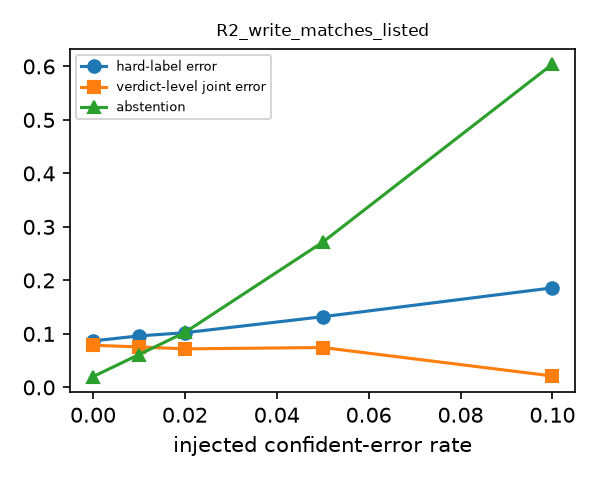 R2_write_matches_listed
hard-label error
verdict-level joint error
abstention
0.6
0.5
0.4
0.3
0.2
0.1
0.0
0.00 0.02 0.04 0.06 0.08 0.10
injected confident-error rate